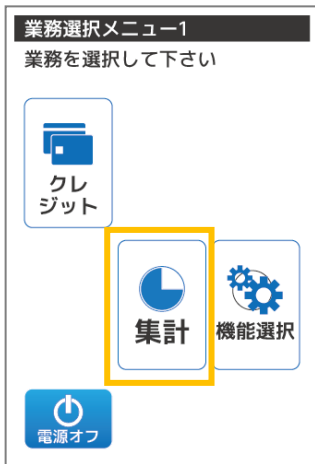 業務選択メニュー1
業務を選択して下さい
クレ
ジット
集計
機能選択
電源オフ